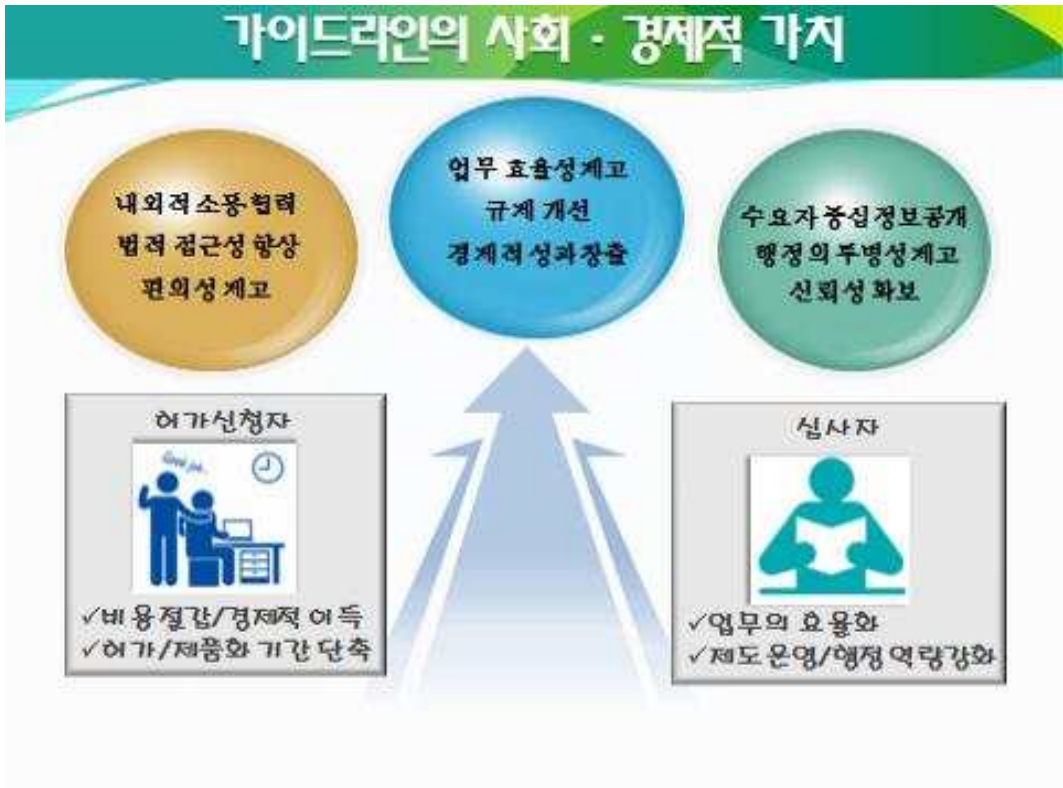 가이드라인의 사회 · 경제적 가치
내외적소통협력
법적 접근성 향상
편의성 제고
업무 효율성제고
규제 개선
경제적성과창출
수요자중심정보공개
행정의투명성제고
신뢰성확보
허가신청자
Good job..
✓비용절감/경제적 이득
✓허가/제품화 기간 단축
심사자
✓업무의 효율화
✓제도운영/행정역량강화